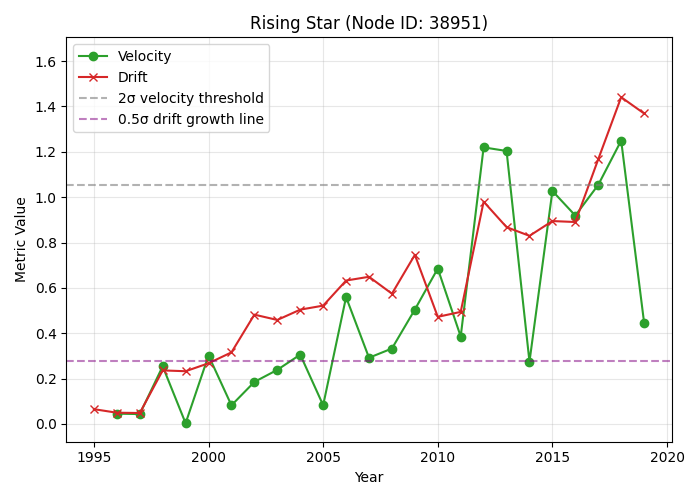 Rising Star (Node ID: 38951)
Velocity
Drift
2σ velocity threshold
0.5σ drift growth line
Metric Value
1.6
1.4
1.2
1.0
0.8
0.6
0.4
0.2
0.0
1995 2000 2005 2010 2015 2020
Year